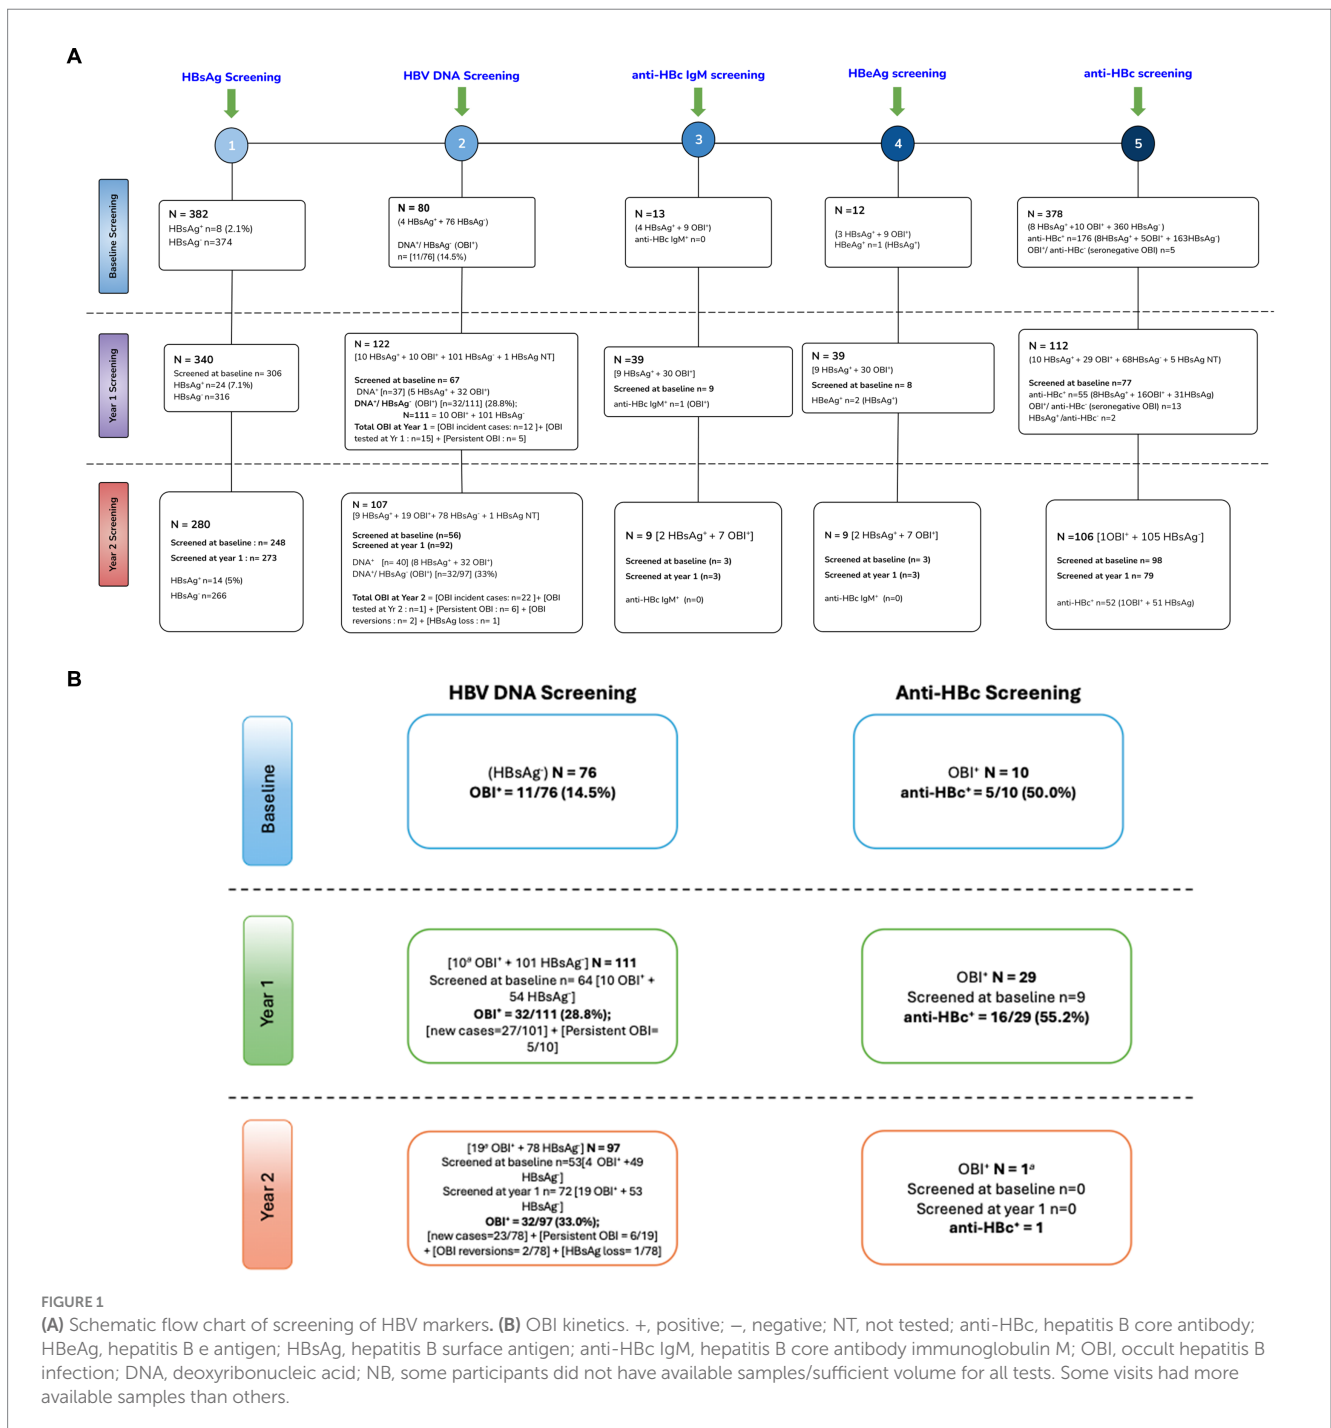 A
HBsAg Screening
HBV DNA Screening
anti-HBc IgM screening
HBeAg screening
anti-HBc screening
1
2
3
4
5
Baseline Screening
N = 382
HBsAg⁺ n=8 (2.1%)
HBsAg⁻ n=374
N = 80
(4 HBsAg⁺ + 76 HBsAg⁻)
DNA⁺/ HBsAg⁻ (OBI⁺)
n= [11/76] (14.5%)
=13
(4 HBsAg⁺ + 9 OBI⁺)
anti-HBc IgM⁺ n=0
N =12
(3 HBsAg⁺ + 9 OBI⁺)
HBeAg⁺ n=1 (HBsAg⁺)
N = 378
(8 HBsAg⁺ +10 OBI⁺ + 360 HBsAg⁻)
anti-HBc⁺ n=176 (8HBsAg⁺ + 5OBI⁺ + 163HBsAg⁻)
OBI⁺/ anti-HBc⁻ (seronegative OBI) n=5
Year 1 Screening
N = 340
Screened at baseline n= 306
HBsAg⁺ n=24 (7.1%)
HBsAg⁻ n=316
N = 122
[10 HBsAg⁺ + 10 OBI⁺ + 101 HBsAg⁻ + 1 HBsAg NT]
Screened at baseline n= 67
DNA⁺ [n=37] (5 HBsAg⁺ + 32 OBI⁺)
DNA⁺/ HBsAg⁻ (OBI⁺) [n=32/111] (28.8%);
N=111 = 10 OBI⁺ + 101 HBsAg⁻
Total OBI at Year 1 = [OBI incident cases: n=12 ]+ [OBI
tested at Yr 1 : n=15] + [Persistent OBI : n= 5]
=39
[9 HBsAg⁺ + 30 OBI⁺]
Screened at baseline n= 9
anti-HBc IgM⁺ n=1 (OBI⁺)
N = 39
[9 HBsAg⁺ + 30 OBI⁺)
Screened at baseline n= 8
HBeAg⁺ n=2 (HBsAg⁺)
N = 112
(10 HBsAg⁺ + 29 OBI⁺ + 68HBsAg⁻ + 5 HBsAg NT)
Screened at baseline n=77
anti-HBc⁺ n=55 (8HBsAg⁺ + 16OBI⁺ + 31HBsAg)
OBI⁺/ anti-HBc⁻ (seronegative OBI) n=13
HBsAg⁺/anti-HBc⁻ n=2
Year 2 Screening
N = 280
Screened at baseline : n= 248
Screened at year 1 : n= 273
HBsAg⁺ n=14 (5%)
HBsAg⁻ n=266
N = 107
[9 HBsAg⁺ + 19 OBI⁺+ 78 HBsAg⁻ + 1 HBsAg NT]
Screened at baseline (n=56)
Screened at year 1 (n=92)
DNA⁺ [n= 40] (8 HBsAg⁺ + 32 OBI⁺)
DNA⁺/ HBsAg⁻ (OBI⁺) [n=32/97] (33%)
Total OBI at Year 2 = [OBI incident cases: n=22 ]+ [OBI
tested at Yr 2 : n=1] + [Persistent OBI : n= 6] + [OBI
reversions : n= 2] + [HBsAg loss : n= 1]
N = 9 [2 HBsAg⁺ + 7 OBI⁺]
Screened at baseline (n= 3)
Screened at year 1 (n=3)
anti-HBc IgM⁺ (n=0)
N = 9 [2 HBsAg⁺ + 7 OBI⁺]
Screened at baseline (n= 3)
Screened at year 1 (n=3)
anti-HBc IgM⁺ (n=0)
N =106 [1OBI⁺ + 105 HBsAg⁻]
Screened at baseline n= 98
Screened at year 1 n= 79
anti-HBc⁺ n=52 (1OBI⁺ + 51 HBsAg)
B
HBV DNA Screening
Anti-HBc Screening
Baseline
(HBsAg⁻) N = 76
OBI⁺ = 11/76 (14.5%)
OBI⁺ N = 10
anti-HBc⁺ = 5/10 (50.0%)
Year 1
[10ᵃ OBI⁺ + 101 HBsAg⁻] N = 111
Screened at baseline n= 64 [10 OBI⁺ +
54 HBsAg⁻]
OBI⁺ = 32/111 (28.8%);
[new cases=27/101] + [Persistent OBI=
5/10]
OBI⁺ N = 29
Screened at baseline n=9
anti-HBc⁺ = 16/29 (55.2%)
Year 2
[19ᵃ OBI⁺ + 78 HBsAg⁻] N = 97
Screened at baseline n=53[4 OBI⁺ +49
HBsAg⁻]
Screened at year 1 n= 72 [19 OBI⁺ + 53
HBsAg⁻]
OBI⁺ = 32/97 (33.0%);
[new cases=23/78] + [Persistent OBI = 6/19]
+ [OBI reversions= 2/78] + [HBsAg loss= 1/78]
OBI⁺ N = 1ᵃ
Screened at baseline n=0
Screened at year 1 n=0
anti-HBc⁺ = 1
FIGURE 1
(A) Schematic flow chart of screening of HBV markers. (B) OBI kinetics. +, positive; −, negative; NT, not tested; anti-HBc, hepatitis B core antibody;
HBeAg, hepatitis B e antigen; HBsAg, hepatitis B surface antigen; anti-HBc IgM, hepatitis B core antibody immunoglobulin M; OBI, occult hepatitis B
infection; DNA, deoxyribonucleic acid; NB, some participants did not have available samples/sufficient volume for all tests. Some visits had more
available samples than others.